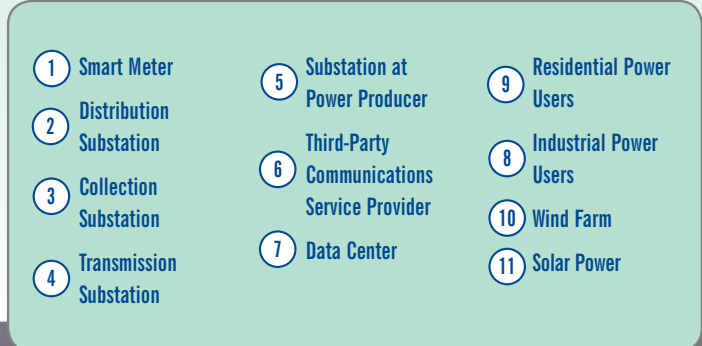 1 Smart Meter
2 Distribution
Substation
3 Collection
Substation
4 Transmission
Substation
5 Substation at
Power Producer
6 Third-Party
Communications
Service Provider
7 Data Center
9 Residential Power
Users
8 Industrial Power
Users
10 Wind Farm
11 Solar Power